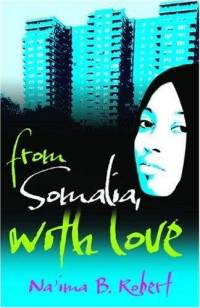 from
Somalia,
with love
Na'ima B. Robert